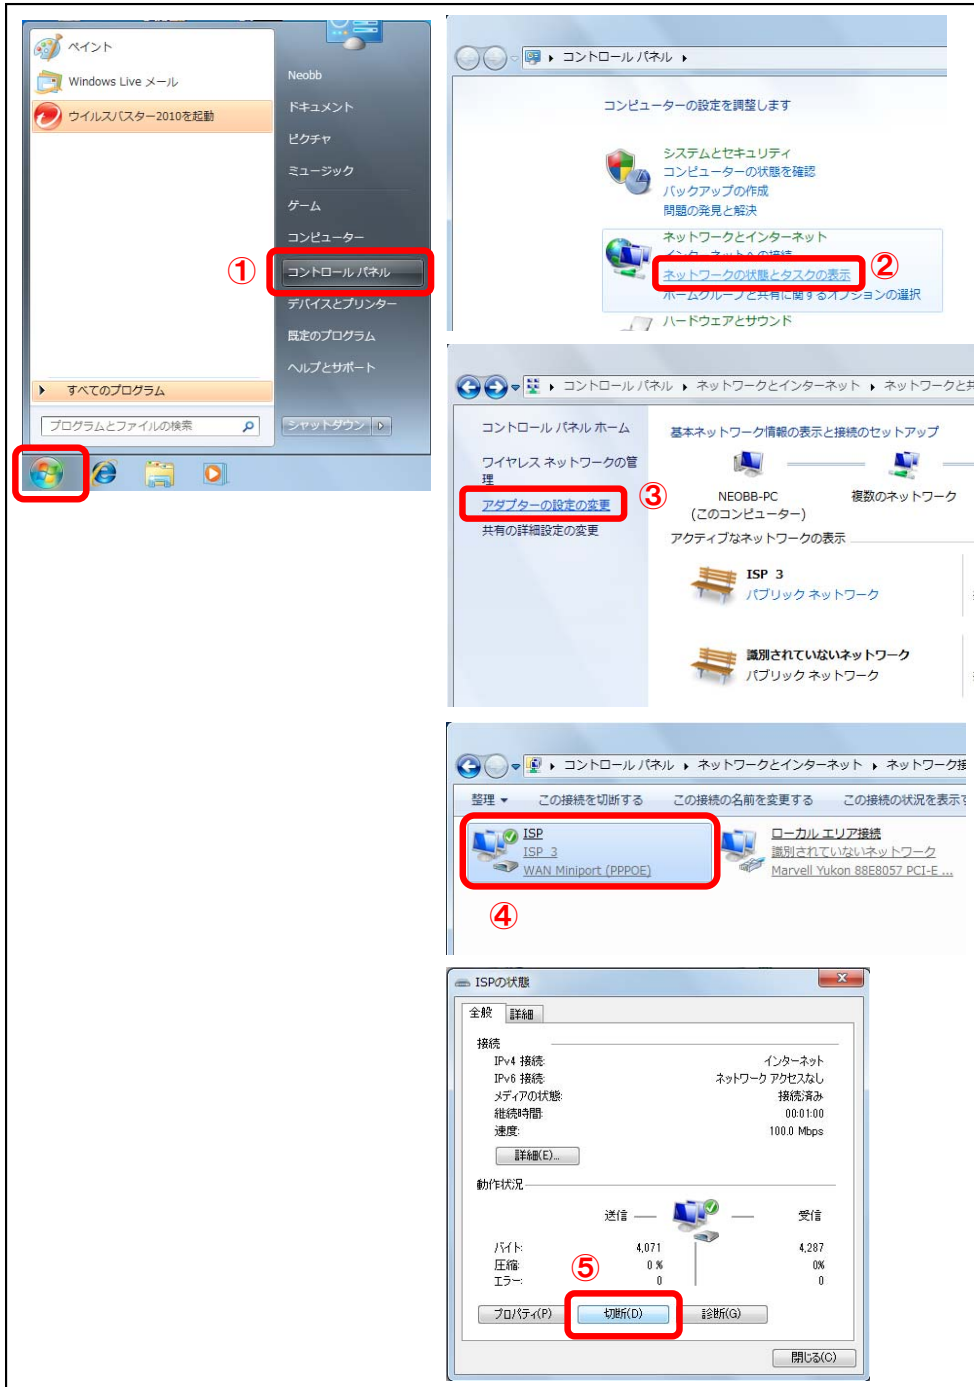 ペイント
Windows Live メール
ウイルスバスター2010を起動
Neobb
ドキュメント
ピクチャ
ミュージック
ゲーム
コンピューター
①
コントロール パネル
デバイスとプリンター
既定のプログラム
ヘルプとサポート
すべてのプログラム
プログラムとファイルの検索
シャットダウン
コントロール パネル
コンピューターの設定を調整します
システムとセキュリティ
コンピューターの状態を確認
バックアップの作成
問題の発見と解決
ネットワークとインターネット
インターネットへの接続
ネットワークの状態とタスクの表示
②
ホームグループと共有に関するオプションの選択
ハードウェアとサウンド
コントロール パネル ▸ ネットワークとインターネット ▸ ネットワークと共
コントロール パネル ホーム
ワイヤレス ネットワークの管
理
アダプターの設定の変更
③
共有の詳細設定の変更
基本ネットワーク情報の表示と接続のセットアップ
NEOBB-PC
(このコンピューター)
複数のネットワーク
アクティブなネットワークの表示
ISP 3
パブリック ネットワーク
識別されていないネットワーク
パブリック ネットワーク
コントロール パネル ▸ ネットワークとインターネット ▸ ネットワーク接
整理 この接続を切断する この接続の名前を変更する この接続の状況を表示す
ISP
ISP 3
WAN Miniport (PPPOE)
ローカル エリア接続
識別されていないネットワーク
Marvell Yukon 88E8057 PCI-E ...
④
ISPの状態
全般 詳細
接続
IPv4 接続: インターネット
IPv6 接続: ネットワーク アクセスなし
メディアの状態: 接続済み
継続時間: 00:01:00
速度: 100.0 Mbps
詳細(E)...
動作状況
送信 受信
バイト: 4,071 4,287
圧縮: 0 % 0%
エラー: 0 0
⑤
プロパティ(P) 切断(D) 診断(G)
閉じる(C)